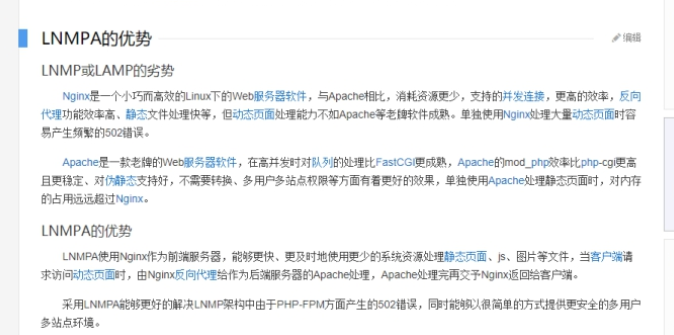 LNMPA的优势
编辑
LNMP或LAMP的劣势
Nginx是一个小巧而高效的Linux下的Web服务器软件，与Apache相比，消耗资源更少，支持的并发连接，更高的效率，反向
代理功能效率高、静态文件处理快等，但动态页面处理能力不如Apache等老牌软件成熟。单独使用Nginx处理大量动态页面时容
易产生频繁的502错误。
Apache是一款老牌的Web服务器软件，在高并发时对队列的处理比FastCGI更成熟，Apache的mod_php效率比php-cgi更高
且更稳定、对伪静态支持好，不需要转换、多用户多站点权限等方面有着更好的效果，单独使用Apache处理静态页面时，对内存
的占用远远超过Nginx。
LNMPA的优势
LNMPA使用Nginx作为前端服务器，能够更快、更及时地使用更少的系统资源处理静态页面、js、图片等文件，当客户端请
求访问动态页面时，由Nginx反向代理给作为后端服务器的Apache处理，Apache处理完再交予Nginx返回给客户端。
采用LNMPA能够更好的解决LNMP架构中由于PHP-FPM方面产生的502错误，同时能够以很简单的方式提供更安全的多用户
多站点环境。